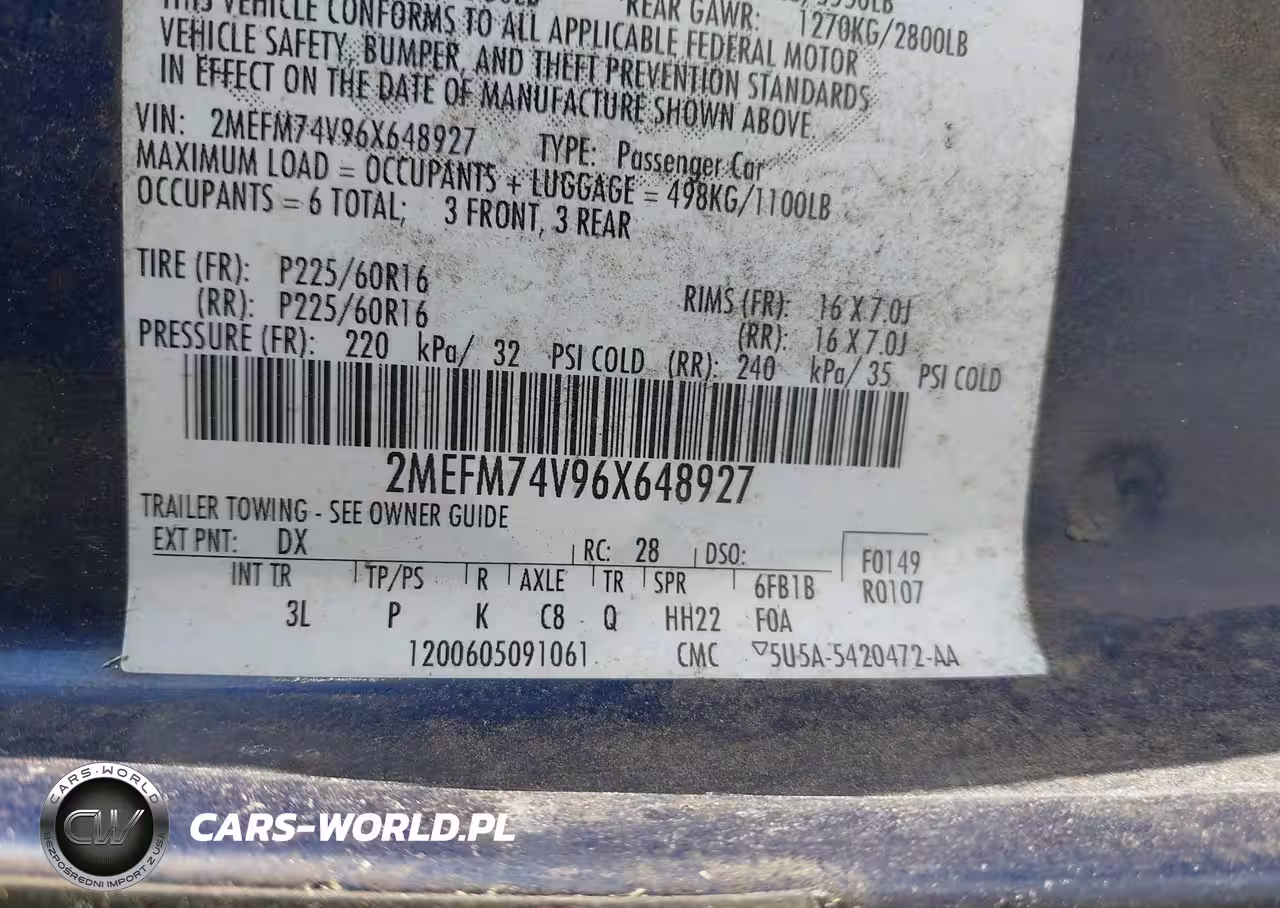 REAR GAWR: 1270KG/2800LB
THIS VEHICLE CONFORMS TO ALL APPLICABLE FEDERAL MOTOR
VEHICLE SAFETY, BUMPER, AND THEFT PREVENTION STANDARDS
IN EFFECT ON THE DATE OF MANUFACTURE SHOWN ABOVE.
VIN: 2MEFM74V96X648927 TYPE: Passenger Car
MAXIMUM LOAD = OCCUPANTS + LUGGAGE = 498KG/1100LB
OCCUPANTS = 6 TOTAL; 3 FRONT, 3 REAR
TIRE (FR): P225/60R16 RIMS (FR): 16 X 7.0J
(RR): P225/60R16 (RR): 16 X 7.0J
PRESSURE (FR): 220 kPa/ 32 PSI COLD (RR): 240 kPa/ 35 PSI COLD
2MEFM74V96X648927
TRAILER TOWING - SEE OWNER GUIDE
EXT PNT: DX RC: 28 DSO: F0149
INT TR TP/PS R AXLE TR SPR 6FB1B R0107
3L P K C8 Q HH22 F0A
1200605091061 CMC ▽5U5A-5420472-AA
CARS-WORLD
CW
BEZPOŚREDNI IMPORT Z USA
CARS-WORLD.PL